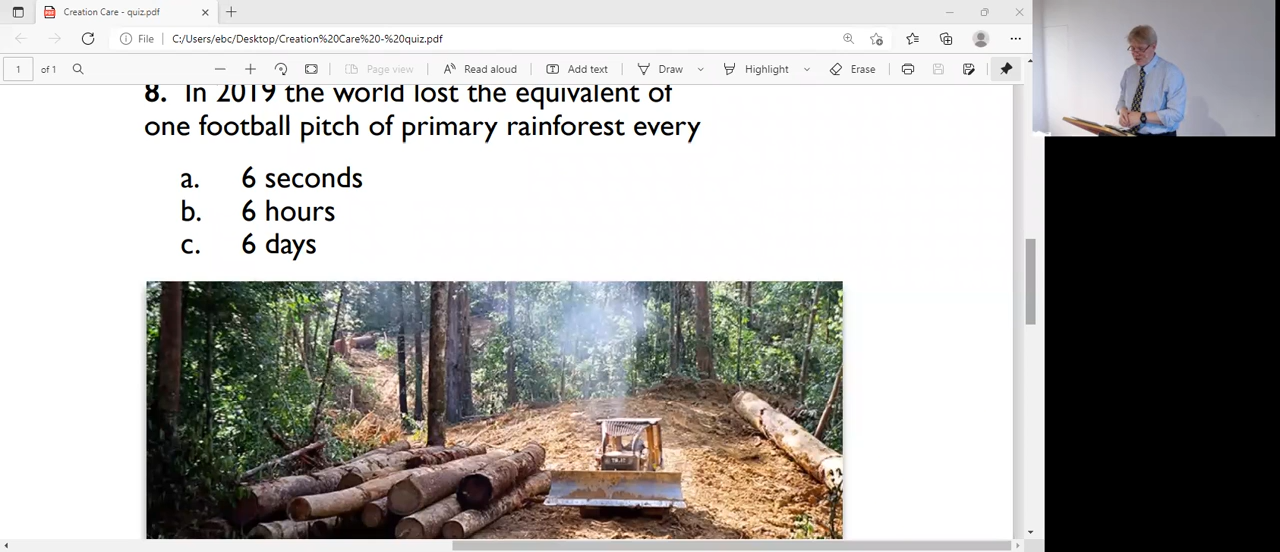 Creation Care - quiz.pdf
File
C:/Users/ebc/Desktop/Creation%20Care%20-%20quiz.pdf
1 of 1
Page view
Read aloud
Add text
Draw
Highlight
Erase
8. In 2019 the world lost the equivalent of
one football pitch of primary rainforest every
a. 6 seconds
b. 6 hours
c. 6 days